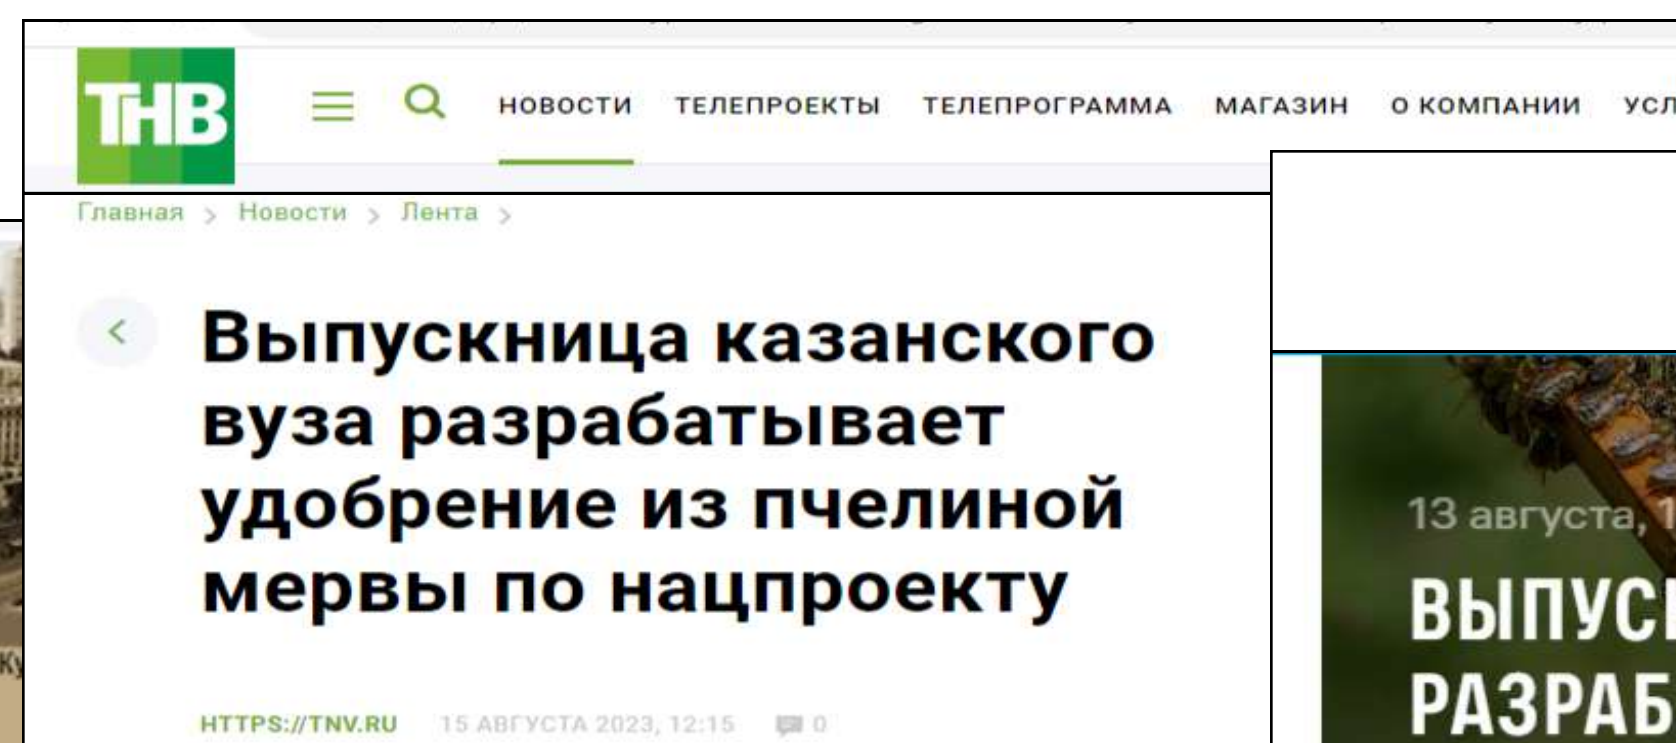 ТНВ
НОВОСТИ ТЕЛЕПРОЕКТЫ ТЕЛЕПРОГРАММА МАГАЗИН О КОМПАНИИ
Главная > Новости > Лента >
Выпускница казанского
вуза разрабатывает
удобрение из пчелиной
мервы по нацпроекту
HTTPS://TNV.RU 15 АВГУСТА 2023, 12:15 0
13 августа,